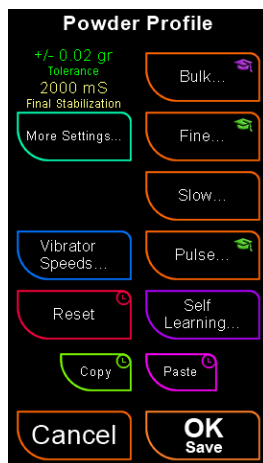 Powder Profile
+/- 0.02 gr
Tolerance
2000 mS
Final Stabilization
Bulk...
More Settings...
Fine...
Slow...
Vibrator
Speeds...
Pulse...
Reset
Self
Learning...
Copy
Paste
Cancel
OK
Save